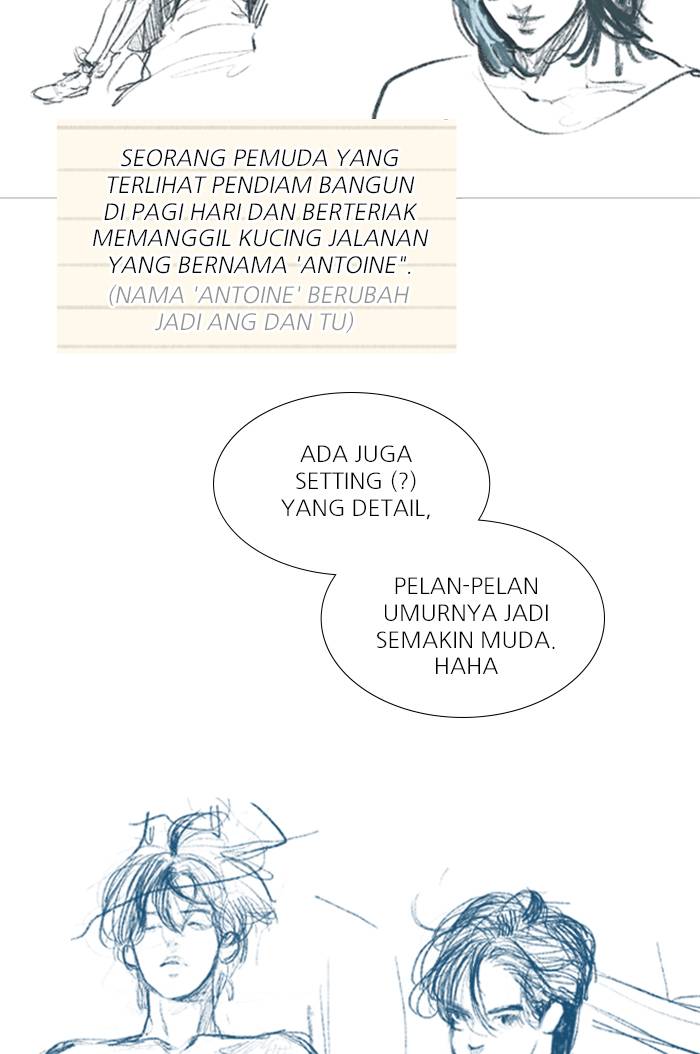 SEORANG PEMUDA YANG
TERLIHAT PENDIAM BANGUN
DI PAGI HARI DAN BERTERIAK
MEMANGGIL KUCING JALANAN
YANG BERNAMA 'ANTOINE".
(NAMA 'ANTOINE' BERUBAH
JADI ANG DAN TU)
ADA JUGA
SETTING (?)
YANG DETAIL,
PELAN-PELAN
UMURNYA JADI
SEMAKIN MUDA.
HAHA